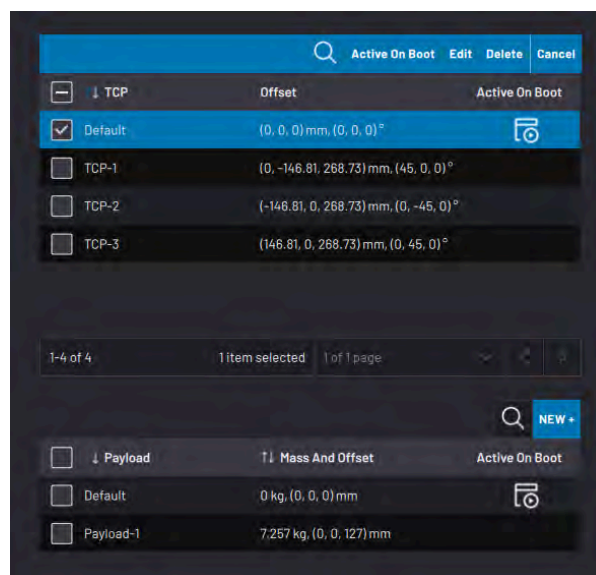 Active On Boot Edit Delete Cancel
↓ TCP Offset Active On Boot
Default (0, 0, 0) mm, (0, 0, 0)°
TCP-1 (0, -146.81, 268.73) mm, (45, 0, 0)°
TCP-2 (-146.81, 0, 268.73) mm, (0, -45, 0)°
TCP-3 (146.81, 0, 268.73) mm, (0, 45, 0)°
1-4 of 4 1 item selected 1 of 1 page
NEW +
↓ Payload ↑↓ Mass And Offset Active On Boot
Default 0 kg, (0, 0, 0) mm
Payload-1 7.257 kg, (0, 0, 127) mm